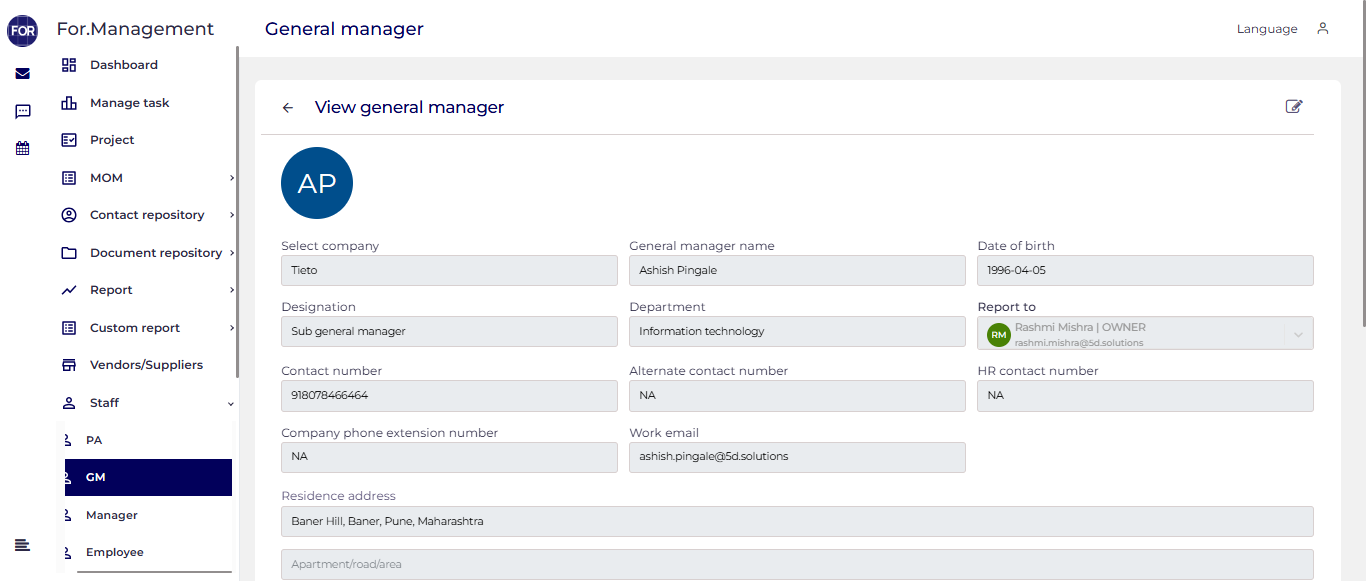 FOR
For.Management
Dashboard
Manage task
Project
MOM
Contact repository
Document repository
Report
Custom report
Vendors/Suppliers
Staff
PA
GM
Manager
Employee
General manager
Language
View general manager
AP
Select company
General manager name
Date of birth
Tieto
Ashish Pingale
1996-04-05
Designation
Department
Report to
Sub general manager
Information technology
RM
Rashmi Mishra | OWNER
rashmi.mishra@5d.solutions
Contact number
Alternate contact number
HR contact number
918078466464
NA
NA
Company phone extension number
Work email
NA
ashish.pingale@5d.solutions
Residence address
Baner Hill, Baner, Pune, Maharashtra
Apartment/road/area